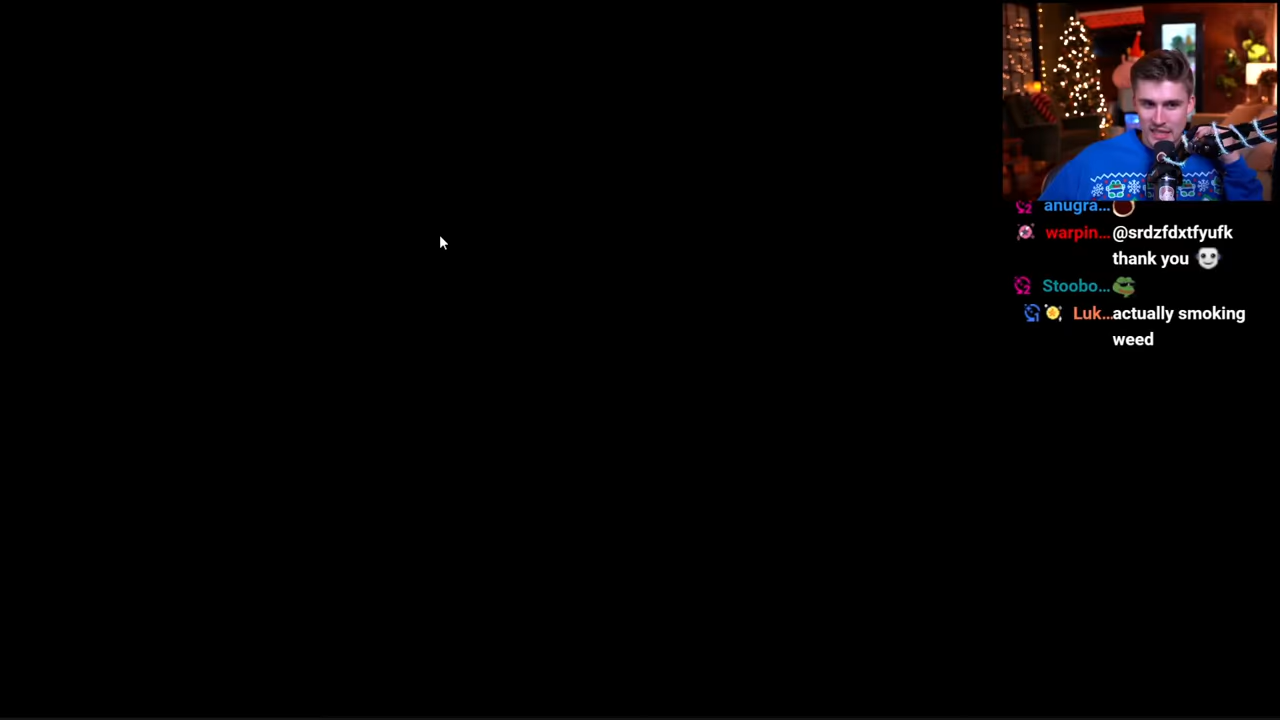 anugra...
warpin... @srdzfdxtfyufk
thank you
Stoobo...
Luk... actually smoking
weed